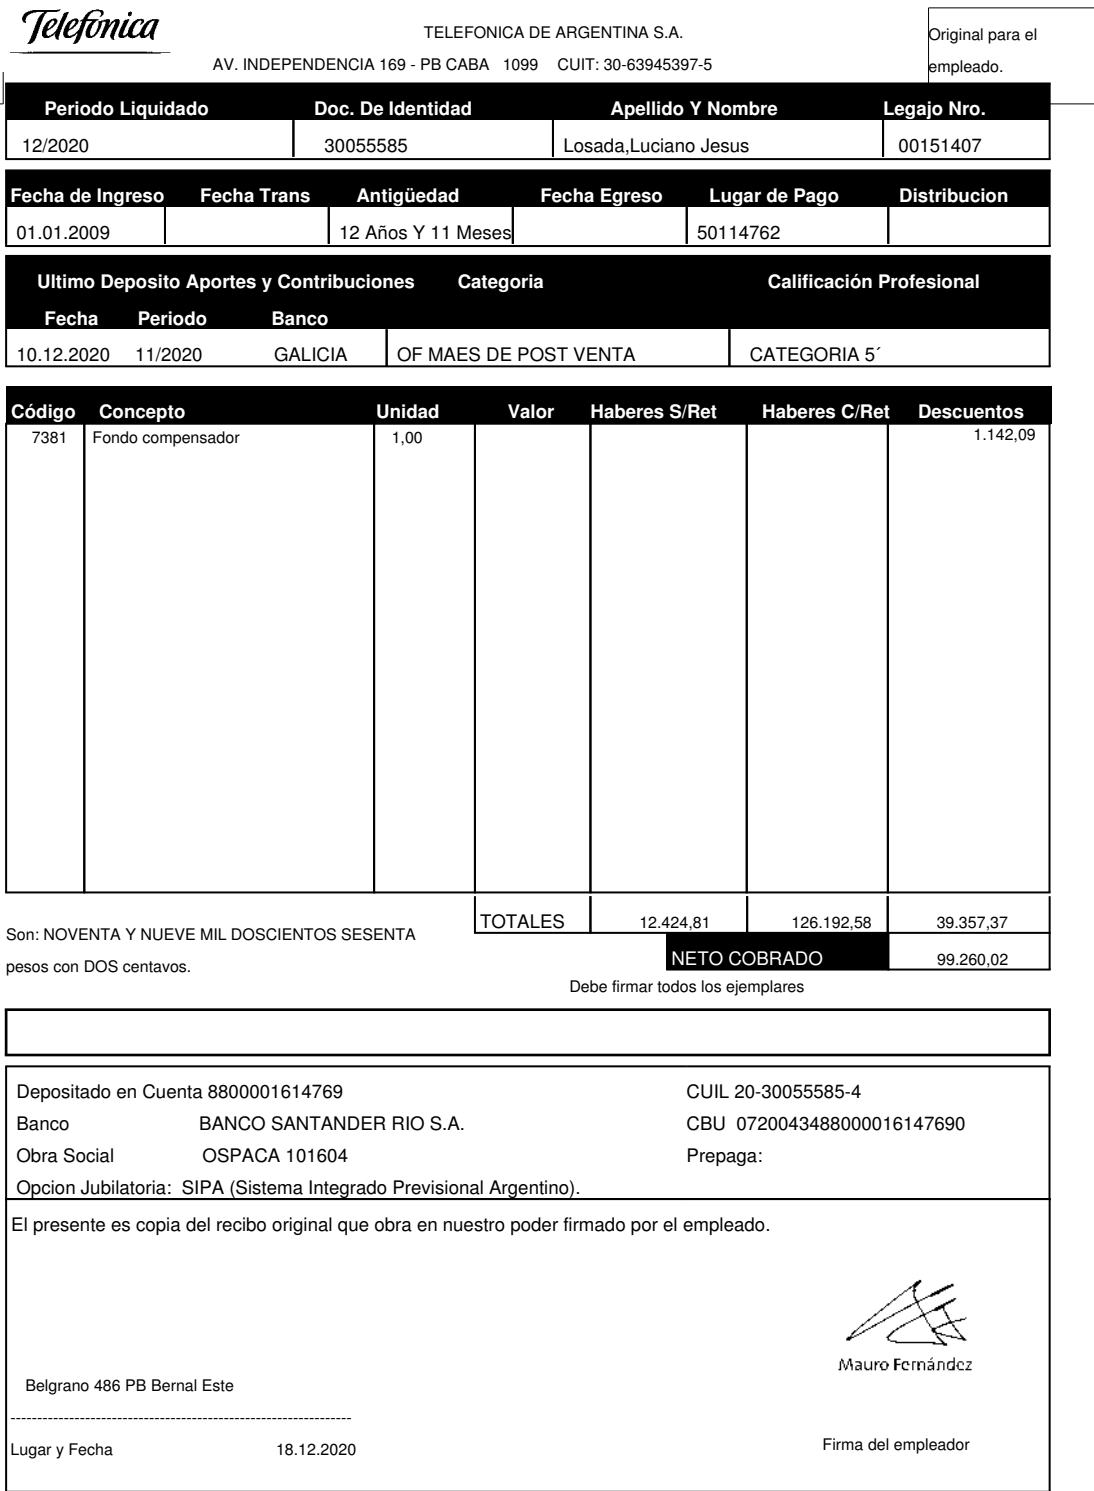 Telefónica
TELEFONICA DE ARGENTINA S.A.
Original para el
AV. INDEPENDENCIA 169 - PB CABA 1099 CUIT: 30-63945397-5
empleado.
Periodo Liquidado Doc. De Identidad Apellido Y Nombre Legajo Nro.
12/2020 30055585 Losada,Luciano Jesus 00151407
Fecha de Ingreso Fecha Trans Antigüedad Fecha Egreso Lugar de Pago Distribucion
01.01.2009 12 Años Y 11 Meses 50114762
Ultimo Deposito Aportes y Contribuciones Categoria Calificación Profesional
Fecha Periodo Banco
10.12.2020 11/2020 GALICIA OF MAES DE POST VENTA CATEGORIA 5´
Código Concepto Unidad Valor Haberes S/Ret Haberes C/Ret Descuentos
7381 Fondo compensador 1,00 1.142,09
TOTALES 12.424,81 126.192,58 39.357,37
Son: NOVENTA Y NUEVE MIL DOSCIENTOS SESENTA
NETO COBRADO 99.260,02
pesos con DOS centavos.
Debe firmar todos los ejemplares
Depositado en Cuenta 8800001614769 CUIL 20-30055585-4
Banco BANCO SANTANDER RIO S.A. CBU 0720043488000016147690
Obra Social OSPACA 101604 Prepaga:
Opcion Jubilatoria: SIPA (Sistema Integrado Previsional Argentino).
El presente es copia del recibo original que obra en nuestro poder firmado por el empleado.
Mauro Fernández
Belgrano 486 PB Bernal Este
----------------------------------------------------------------
Lugar y Fecha 18.12.2020 Firma del empleador